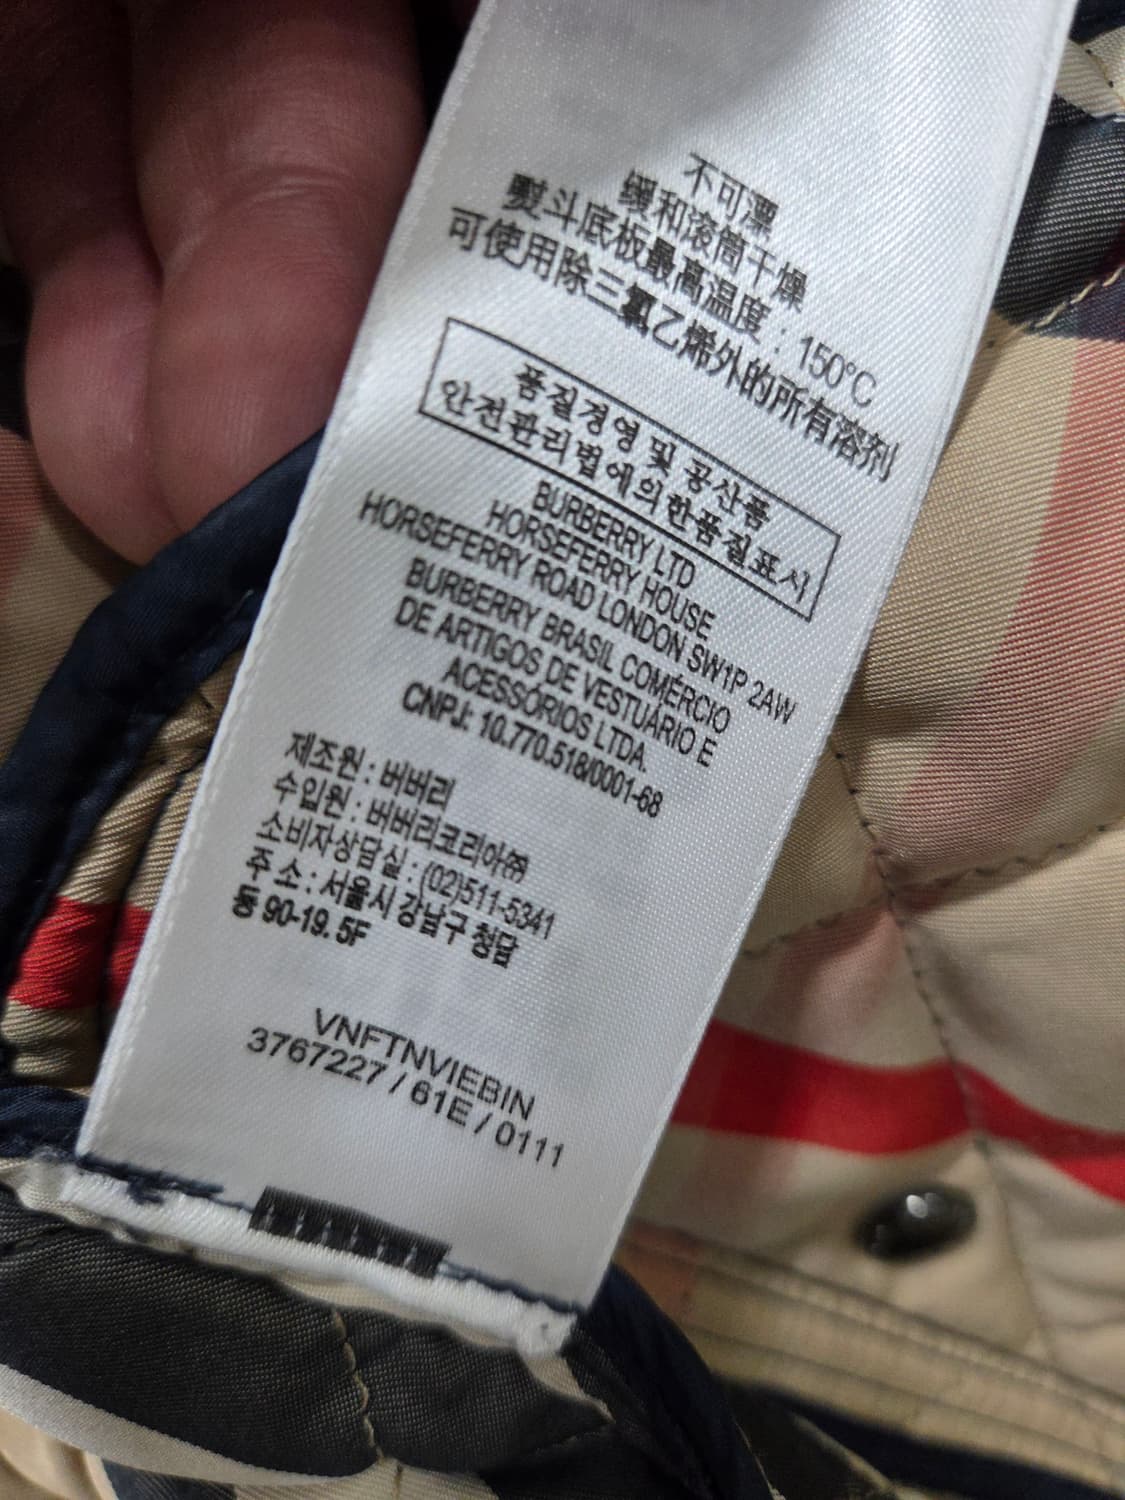 不可漂
缓和滚筒干燥
熨斗底板最高温度：150°C
可使用除三氯乙烯外的所有溶剂
품질경영 및 공산품
안전관리법에의한품질표시
BURBERRY LTD
HORSEFERRY HOUSE
HORSEFERRY ROAD LONDON SW1P 2AW
BURBERRY BRASIL COMÉRCIO
DE ARTIGOS DE VESTUÁRIO E
ACESSÓRIOS LTDA.
CNPJ: 10.770.518/0001-68
제조원 : 버버리
수입원 : 버버리코리아㈜
소비자상담실 : (02)511-5341
주 소 : 서울시 강남구 청담
동 90-19. 5F
VNFTNVIEBIN
3767227 / 61E / 0111